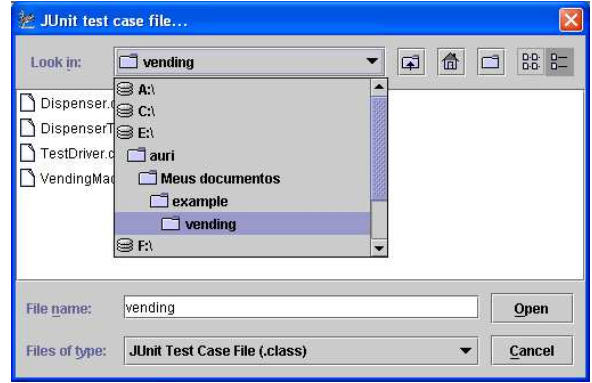 JUnit test case file...
Look in:
vending
A:\
C:\
E:\
auri
Meus documentos
example
vending
F:\
Dispenser.
DispenserT
TestDriver.c
VendingMac
File name:
vending
Open
Files of type:
JUnit Test Case File (.class)
Cancel